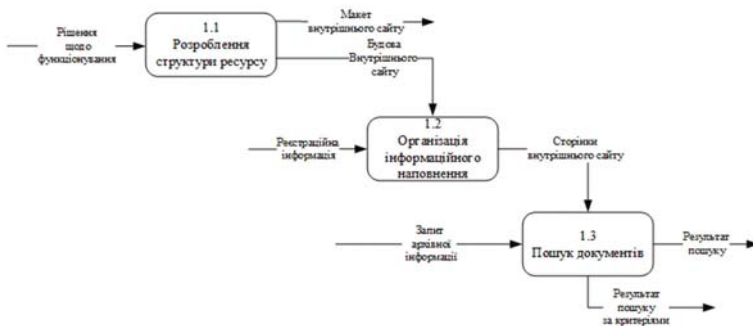 Рішення
щодо
функціонування
1.1
Розроблення
структури ресурсу
Макет
внутрішнього сайту
Будова
Внутрішнього
сайту
Реєстраційна
інформація
1.2
Організація
інформаційного
наповнення
Сторінки
внутрішнього сайту
Запит
архівної
інформації
1.3
Пошук документів
Результат
пошуку
Результат
пошуку
за критеріями